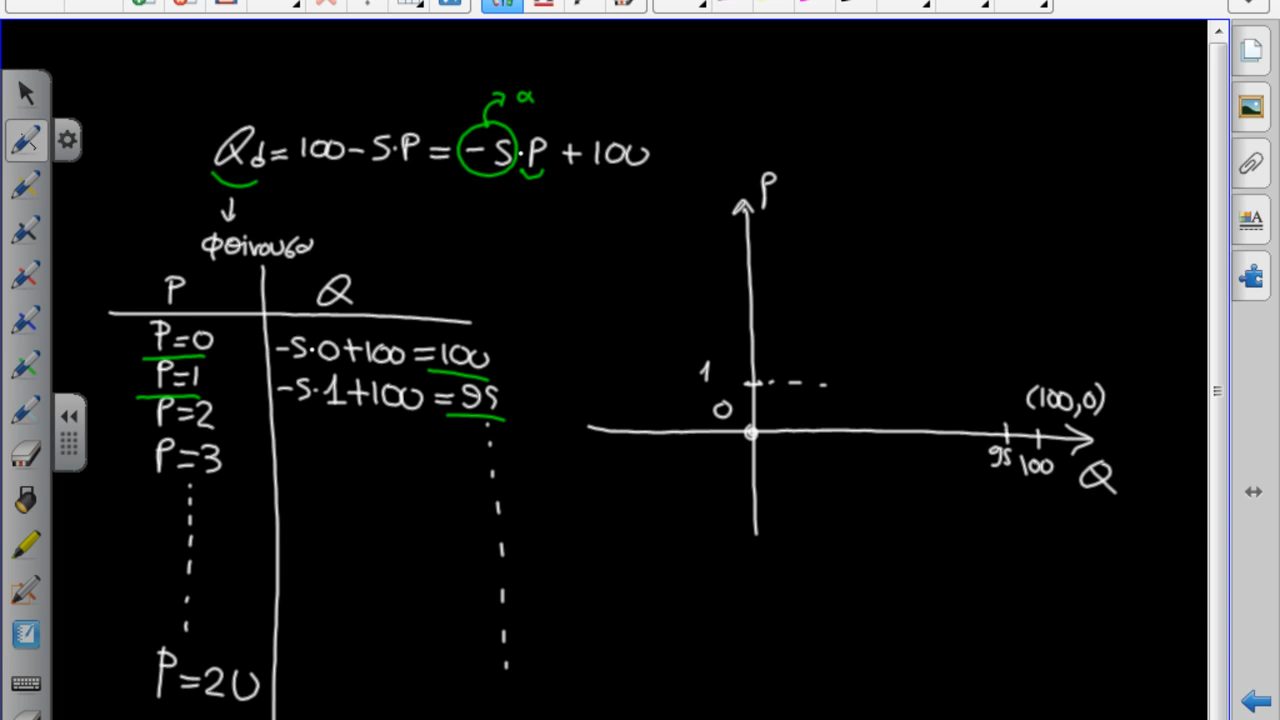 α
Qd = 100 - 5·P = -5·P + 100
φθίνουσα
P Q
P=0 -5·0+100 = 100
P=1 -5·1+100 = 95
P=2
P=3
P=20
P
1
0
(100,0)
95 100
Q